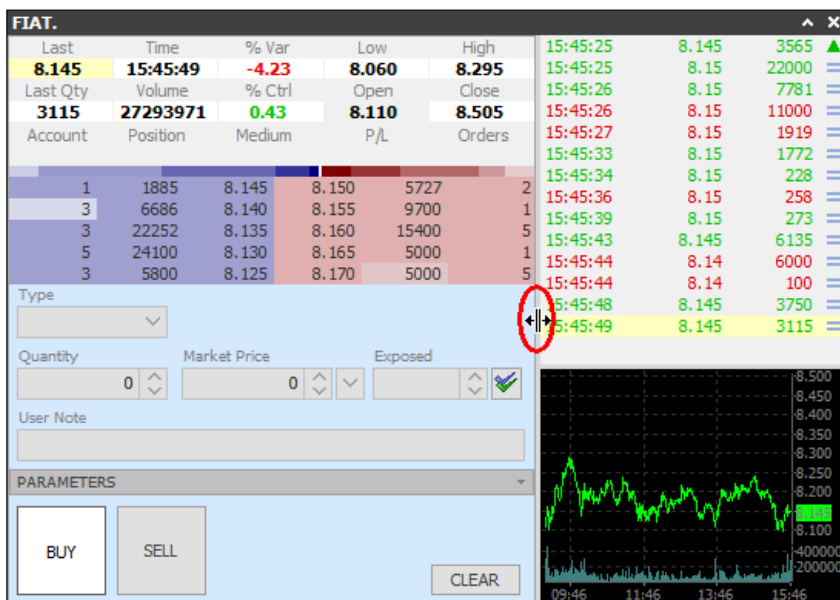 FIAT.
Last Time % Var Low High
8.145 15:45:49 -4.23 8.060 8.295
Last Qty Volume % Ctrl Open Close
3115 27293971 0.43 8.110 8.505
Account Position Medium P/L Orders
1 1885 8.145 8.150 5727 2
3 6686 8.140 8.155 9700 1
3 22252 8.135 8.160 15400 5
5 24100 8.130 8.165 5000 1
3 5800 8.125 8.170 5000 5
Type
Quantity Market Price Exposed
0 0
User Note
PARAMETERS
BUY SELL
CLEAR
15:45:25 8.145 3565
15:45:25 8.15 22000
15:45:26 8.15 7781
15:45:26 8.15 11000
15:45:27 8.15 1919
15:45:33 8.15 1772
15:45:34 8.15 228
15:45:36 8.15 258
15:45:39 8.15 273
15:45:43 8.145 6135
15:45:44 8.14 6000
15:45:44 8.14 100
15:45:48 8.145 3750
15:45:49 8.145 3115
8.500
8.450
8.400
8.350
8.300
8.250
8.200
8.145
8.100
400000
200000
09:46 11:46 13:46 15:46